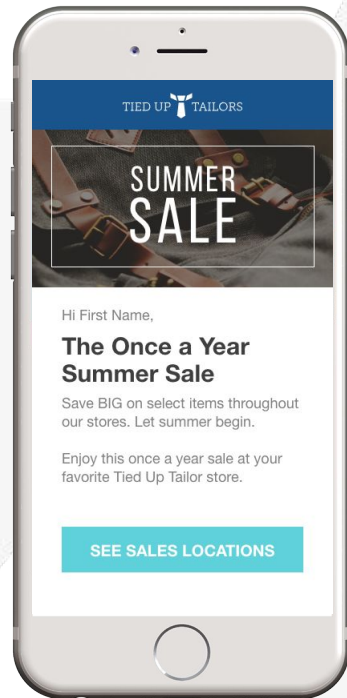 TIED UP TAILORS
SUMMER
SALE
Hi First Name,
The Once a Year
Summer Sale
Save BIG on select items throughout
our stores. Let summer begin.
Enjoy this once a year sale at your
favorite Tied Up Tailor store.
SEE SALES LOCATIONS